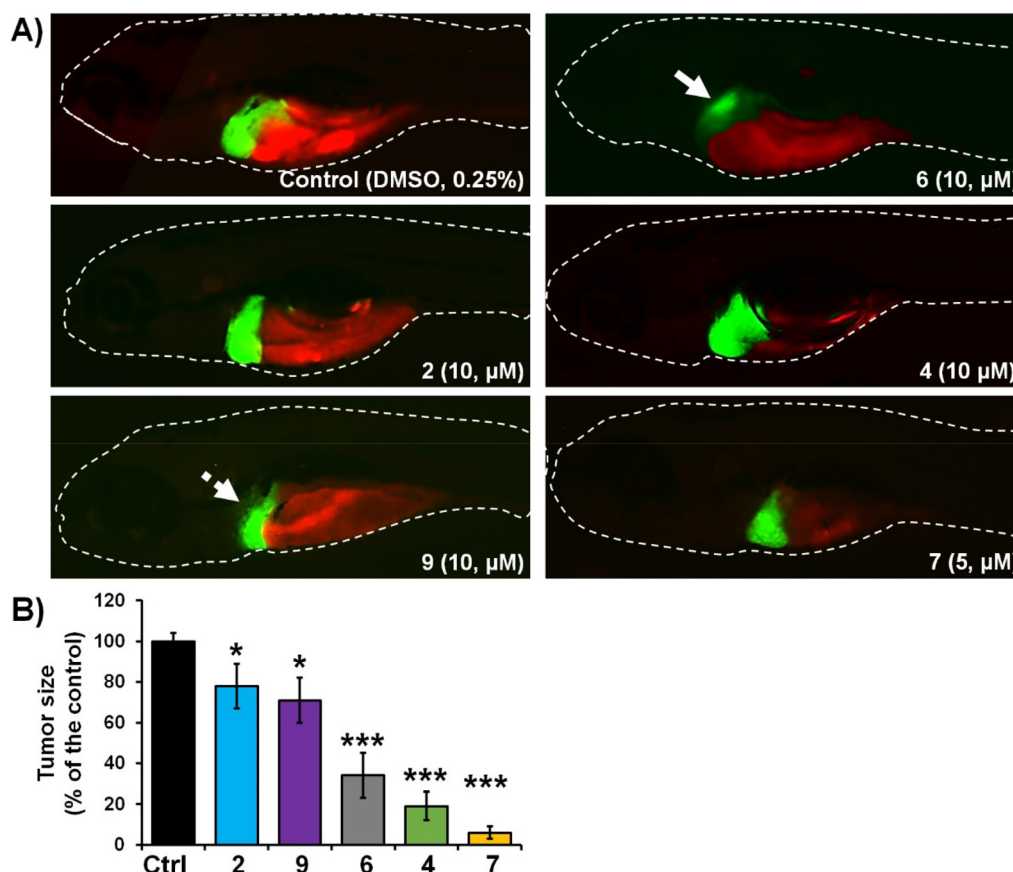 A)
Control (DMSO, 0.25%)
6 (10, µM)
2 (10, µM)
4 (10 µM)
9 (10, µM)
7 (5, µM)
B)
Tumor size
(% of the control)
120
100
80
60
40
20
0
*
*
***
***
***
Ctrl 2 9 6 4 7